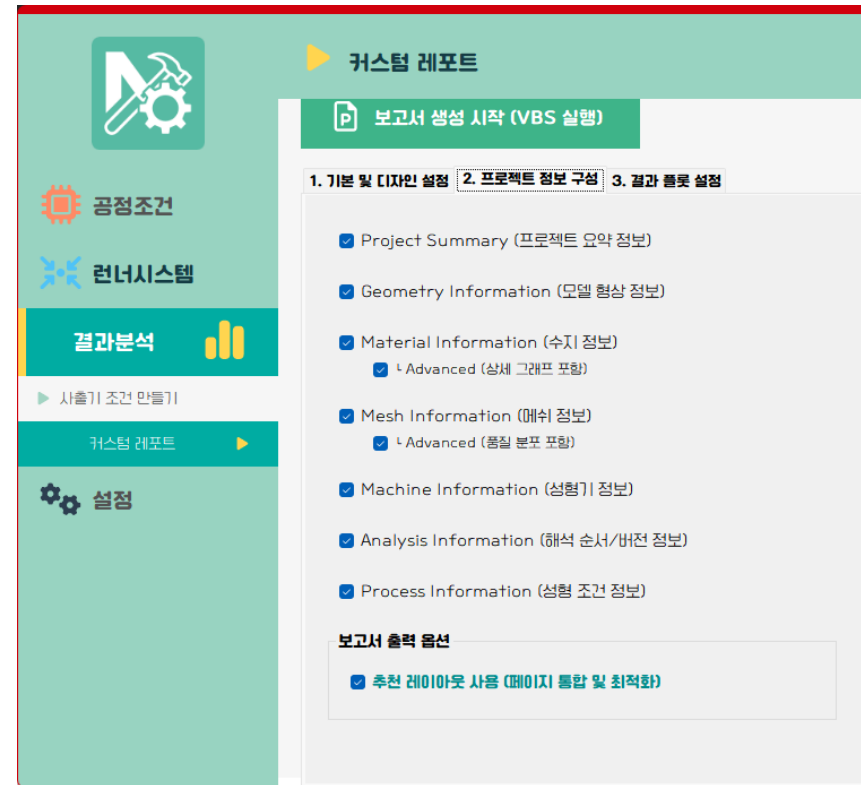 커스텀 레포트
보고서 생성 시작 (VBS 실행)
1. 기본 및 디자인 설정 2. 프로젝트 정보 구성 3. 결과 플롯 설정
공정조건
런너시스템
결과분석
사출기 조건 만들기
커스텀 레포트
설정
Project Summary (프로젝트 요약 정보)
Geometry Information (모델 형상 정보)
Material Information (수지 정보)
└ Advanced (상세 그래프 포함)
Mesh Information (메쉬 정보)
└ Advanced (품질 분포 포함)
Machine Information (성형기 정보)
Analysis Information (해석 순서/버전 정보)
Process Information (성형 조건 정보)
보고서 출력 옵션
추천 레이아웃 사용 (페이지 통합 및 최적화)